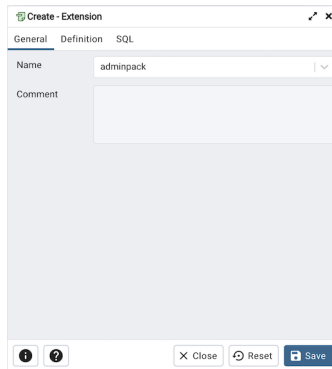 Create - Extension
General Definition SQL
Name adminpack
Comment
Close Reset Save